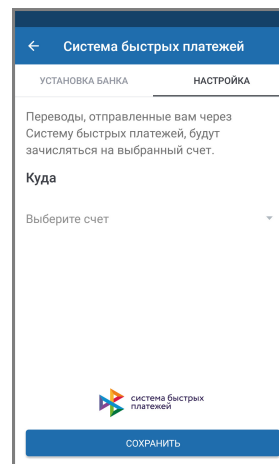 Система быстрых платежей
УСТАНОВКА БАНКА НАСТРОЙКА
Переводы, отправленные вам через
Систему быстрых платежей, будут
зачисляться на выбранный счет.
Куда
Выберите счет
система быстрых
платежей
СОХРАНИТЬ